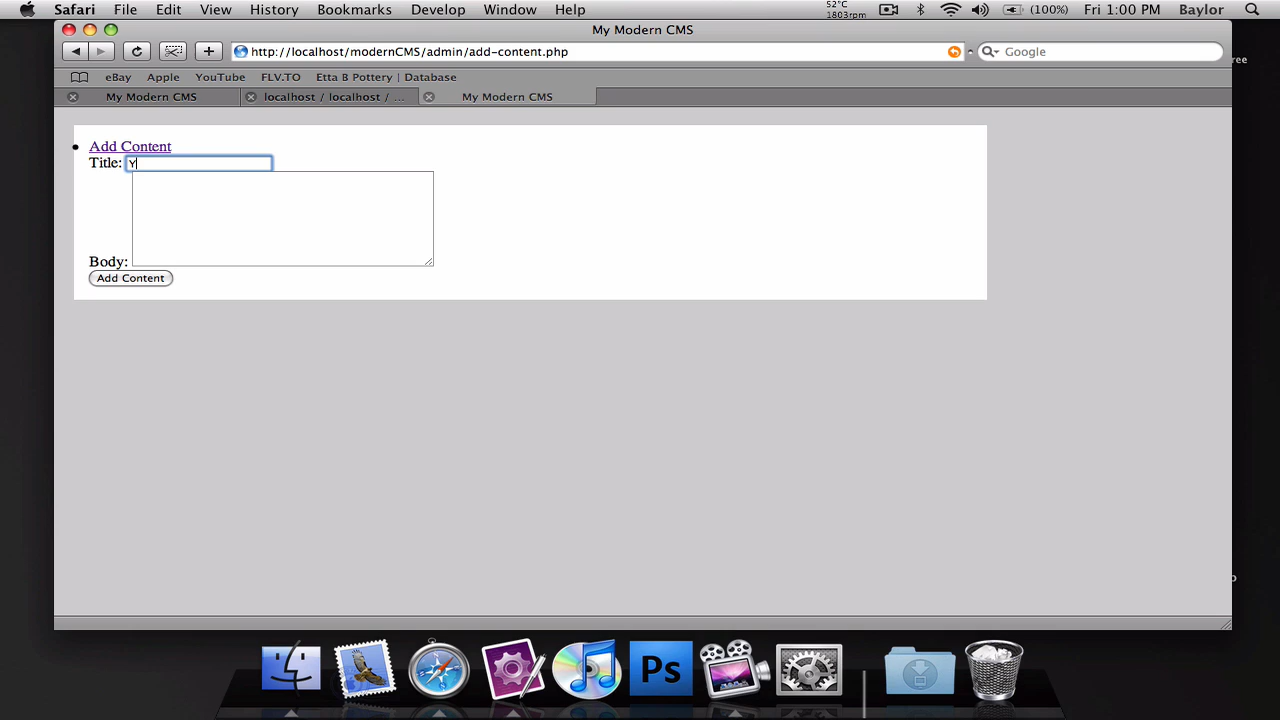 Safari File Edit View History Bookmarks Develop Window Help 52°C 1803rpm (100%) Fri 1:00 PM Baylor
My Modern CMS
http://localhost/modernCMS/admin/add-content.php Google
eBay Apple YouTube FLV.TO Etta B Pottery | Database
My Modern CMS localhost / localhost / ... My Modern CMS
Add Content
Title: Y
Body:
Add Content
Ps